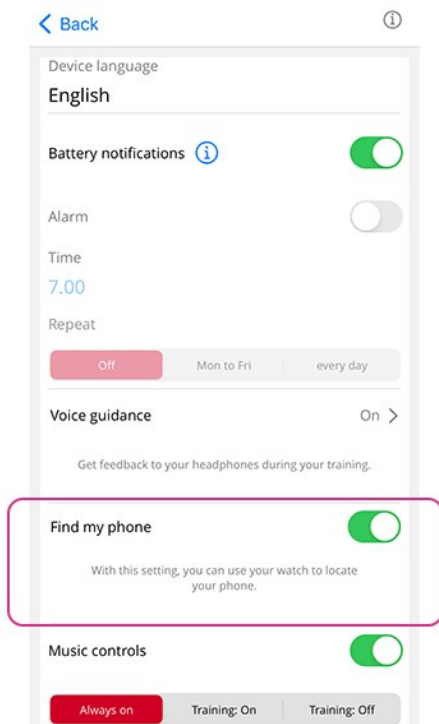 Back
Device language
English
Battery notifications
Alarm
Time
7.00
Repeat
Off Mon to Fri every day
Voice guidance On
Get feedback to your headphones during your training.
Find my phone
With this setting, you can use your watch to locate
your phone.
Music controls
Always on Training: On Training: Off